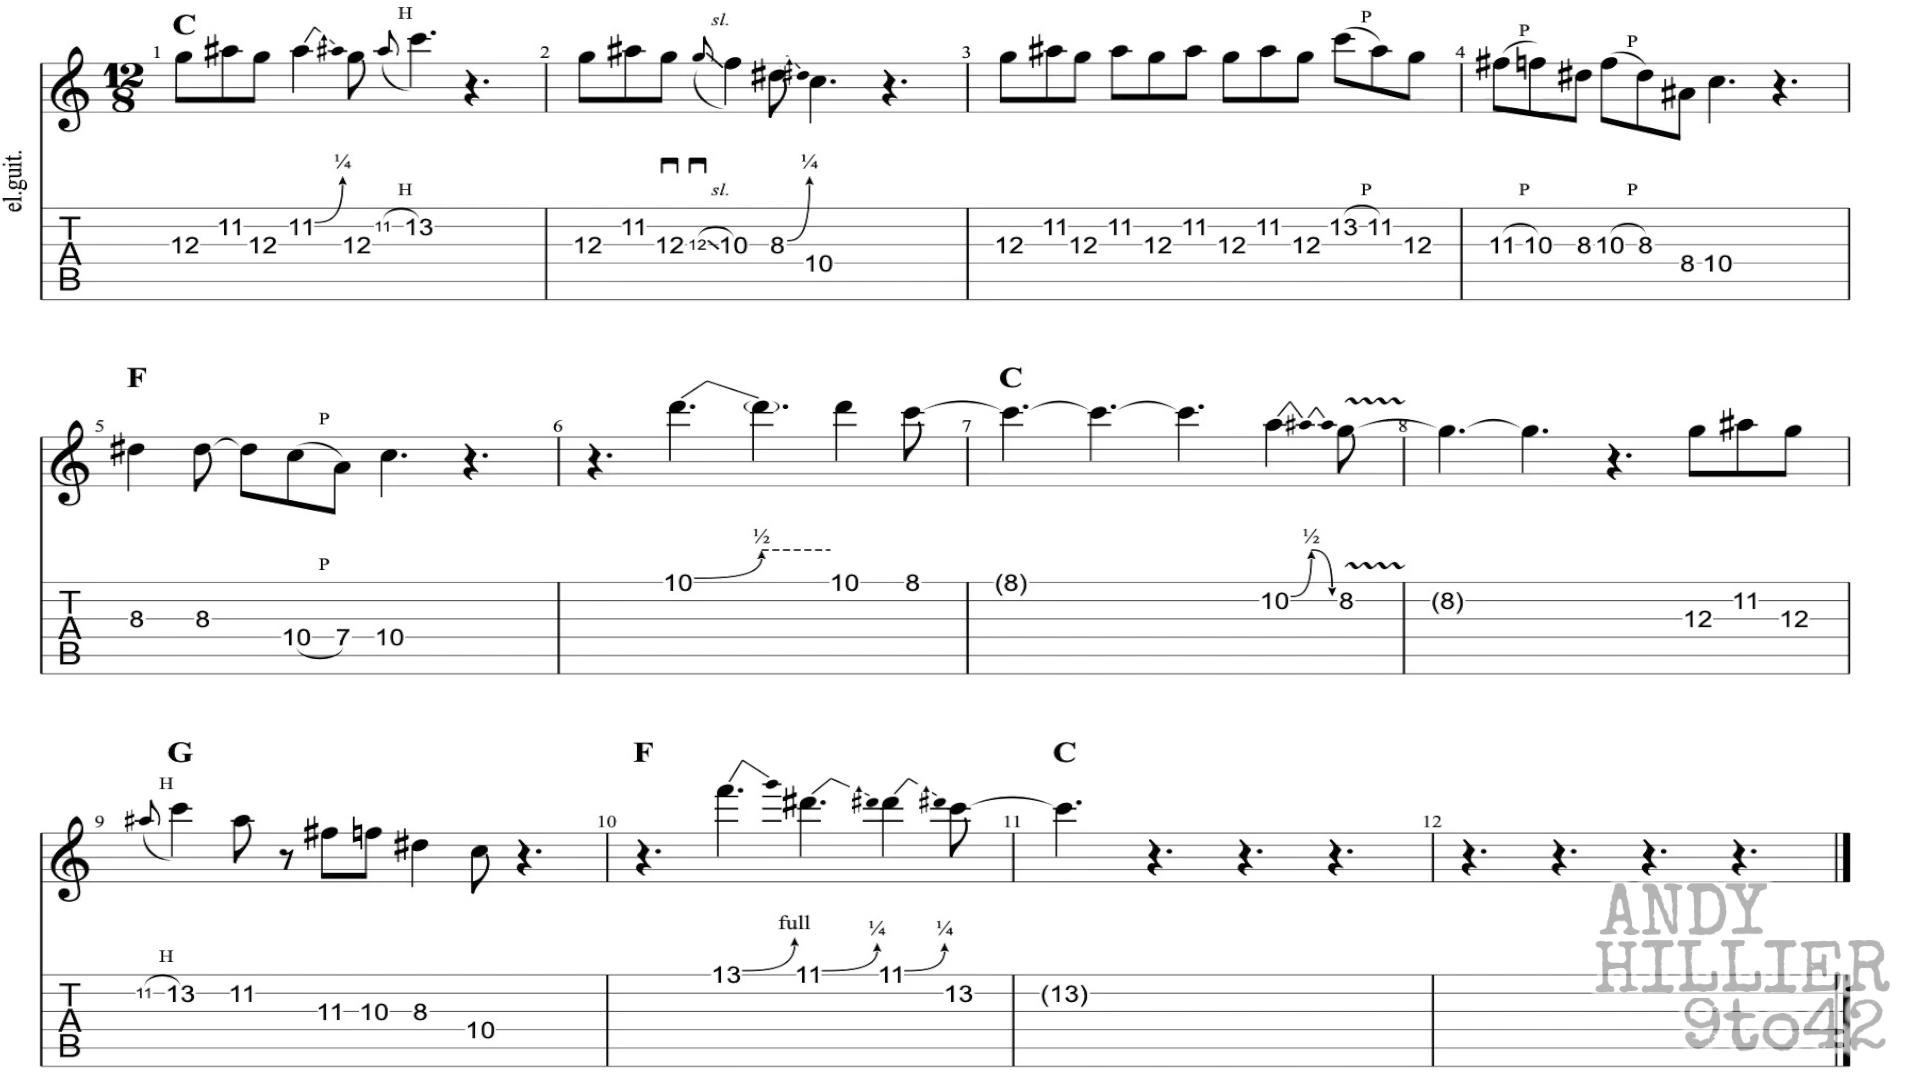 C
H
1 2 3 4
12
8
sl.
P
P P
el.guit.
¼ ¼
H sl. P P P
T 11 11 11 13 11 11 11 11 11 13 11
A 12 12 12 12 12 12 10 8 12 12 12 12 12 12 11 10 8 10 8
B 10 8 10
F C
5 6 7 8
P
½ ½
P
10 10 8 (8)
T 10 8 (8) 11
A 8 8 12 12
B 10 7 10
G F C
H
9 10 11 12
full ¼ ¼
H
13 11 11
T 11 13 11 13 (13)
A 11 10 8
B 10
ANDY
HILLIER
9to42